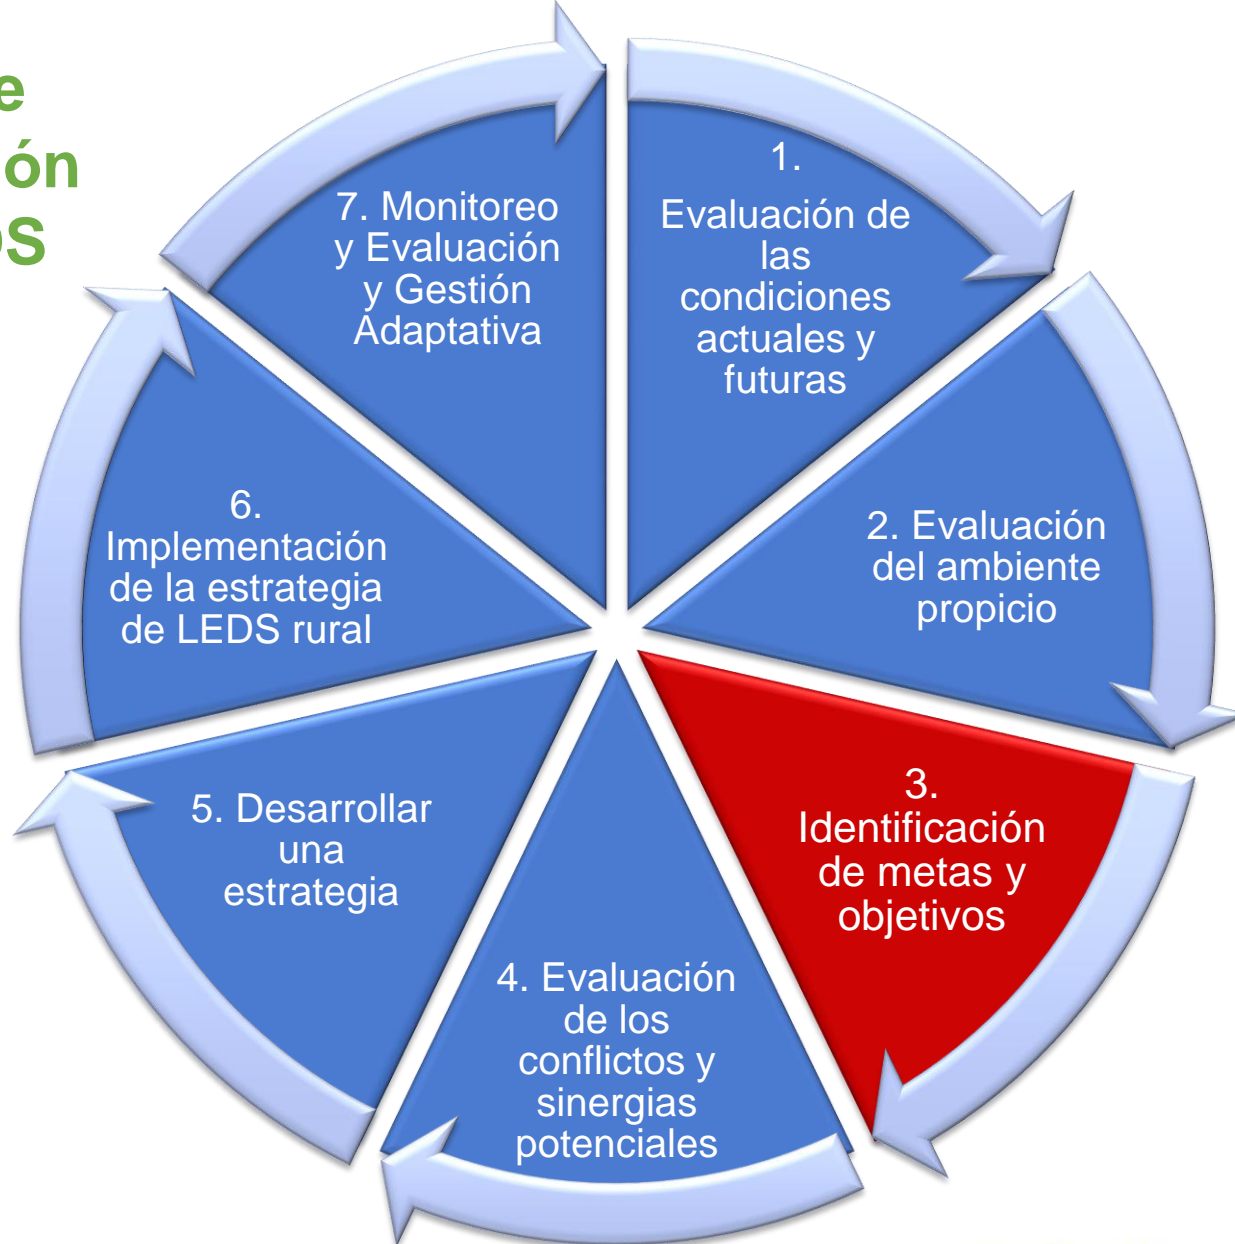 e
ón
S
1.
Evaluación de
las
condiciones
actuales y
futuras
2. Evaluación
del ambiente
propicio
3.
Identificación
de metas y
objetivos
4. Evaluación
de los
conflictos y
sinergias
potenciales
5. Desarrollar
una
estrategia
6.
Implementación
de la estrategia
de LEDS rural
7. Monitoreo
y Evaluación
y Gestión
Adaptativa